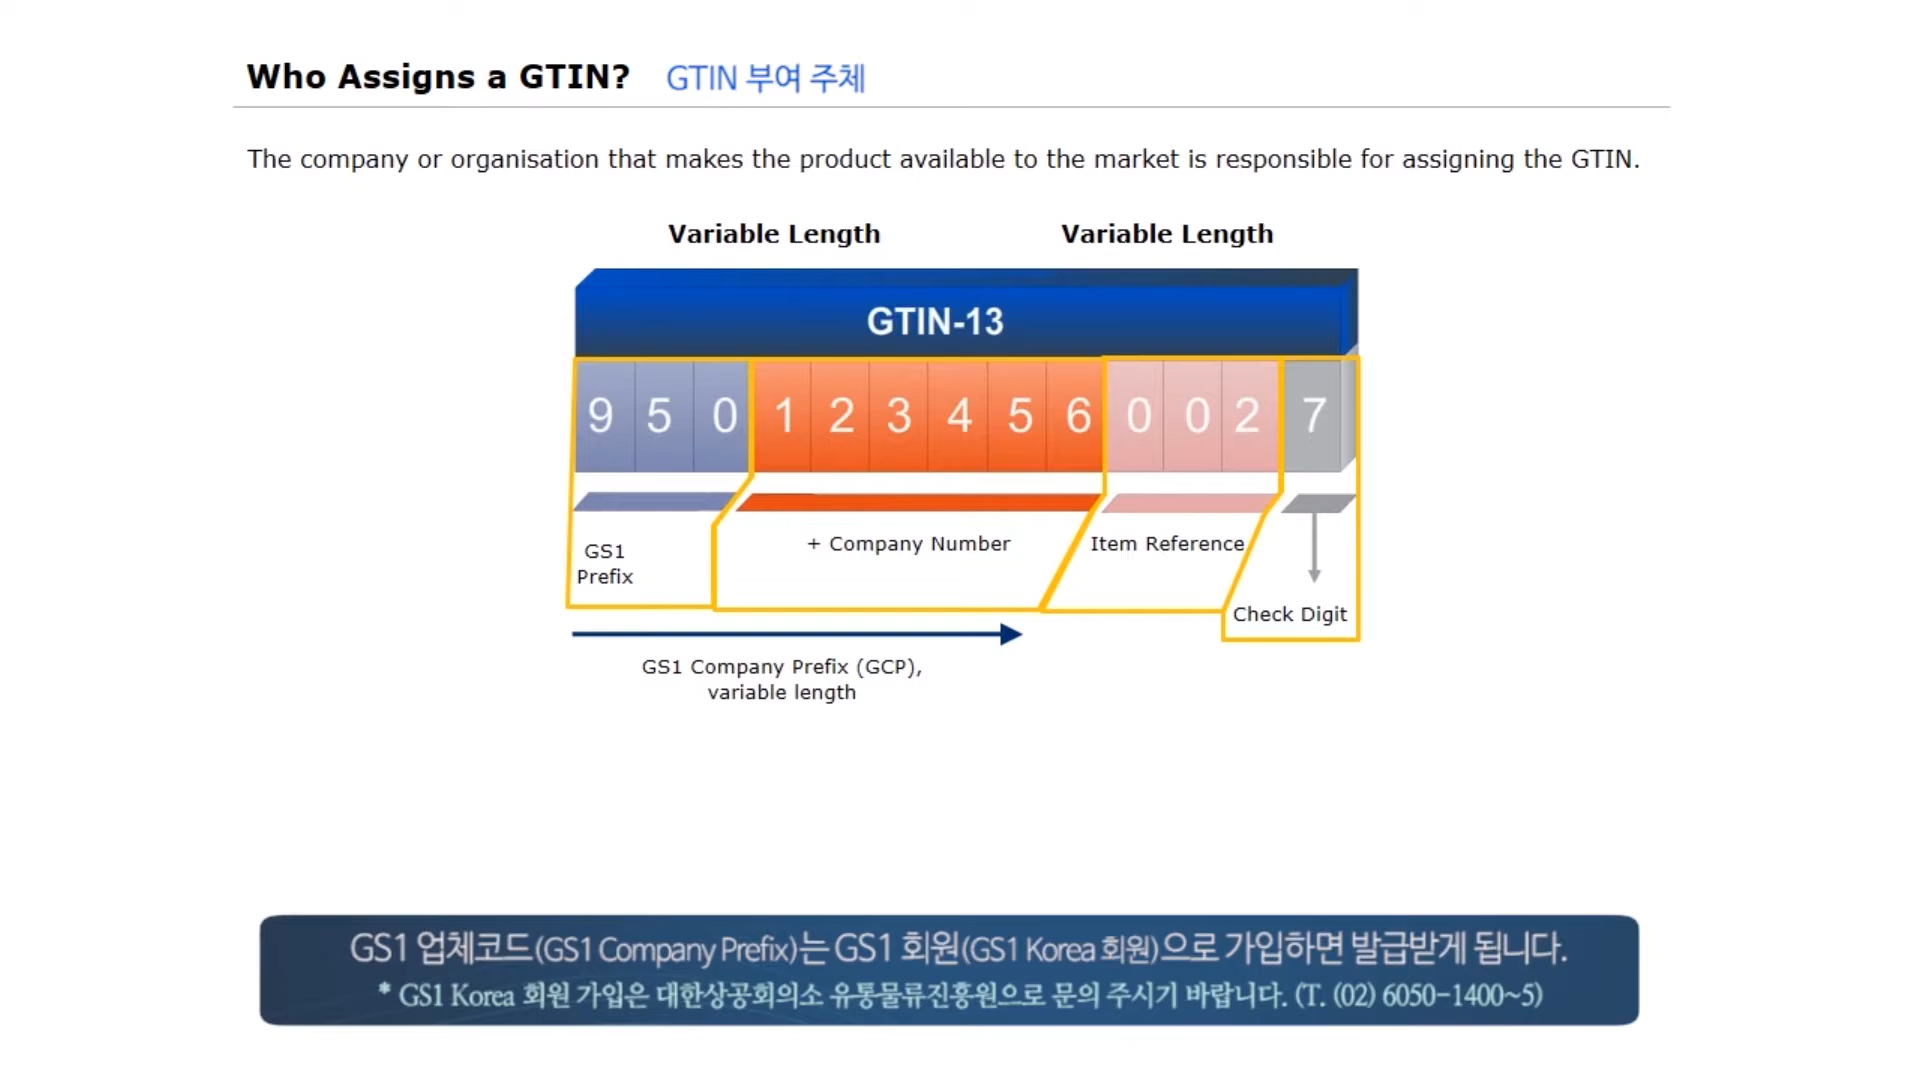 Who Assigns a GTIN? GTIN 부여 주체
The company or organisation that makes the product available to the market is responsible for assigning the GTIN.
Variable Length Variable Length
GTIN-13
9 5 0 1 2 3 4 5 6 0 0 2 7
GS1
Prefix
+ Company Number
Item Reference
Check Digit
GS1 Company Prefix (GCP),
variable length
GS1 업체코드(GS1 Company Prefix)는 GS1 회원(GS1 Korea 회원)으로 가입하면 발급받게 됩니다.
* GS1 Korea 회원 가입은 대한상공회의소 유통물류진흥원으로 문의 주시기 바랍니다. (T. (02) 6050-1400~5)